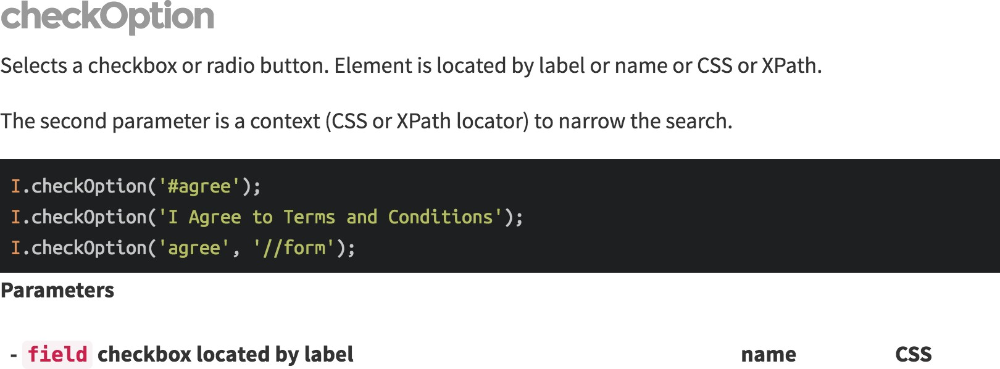 checkOption
Selects a checkbox or radio button. Element is located by label or name or CSS or XPath.
The second parameter is a context (CSS or XPath locator) to narrow the search.
I.checkOption('#agree');
I.checkOption('I Agree to Terms and Conditions');
I.checkOption('agree', '//form');
Parameters
- field checkbox located by label name CSS